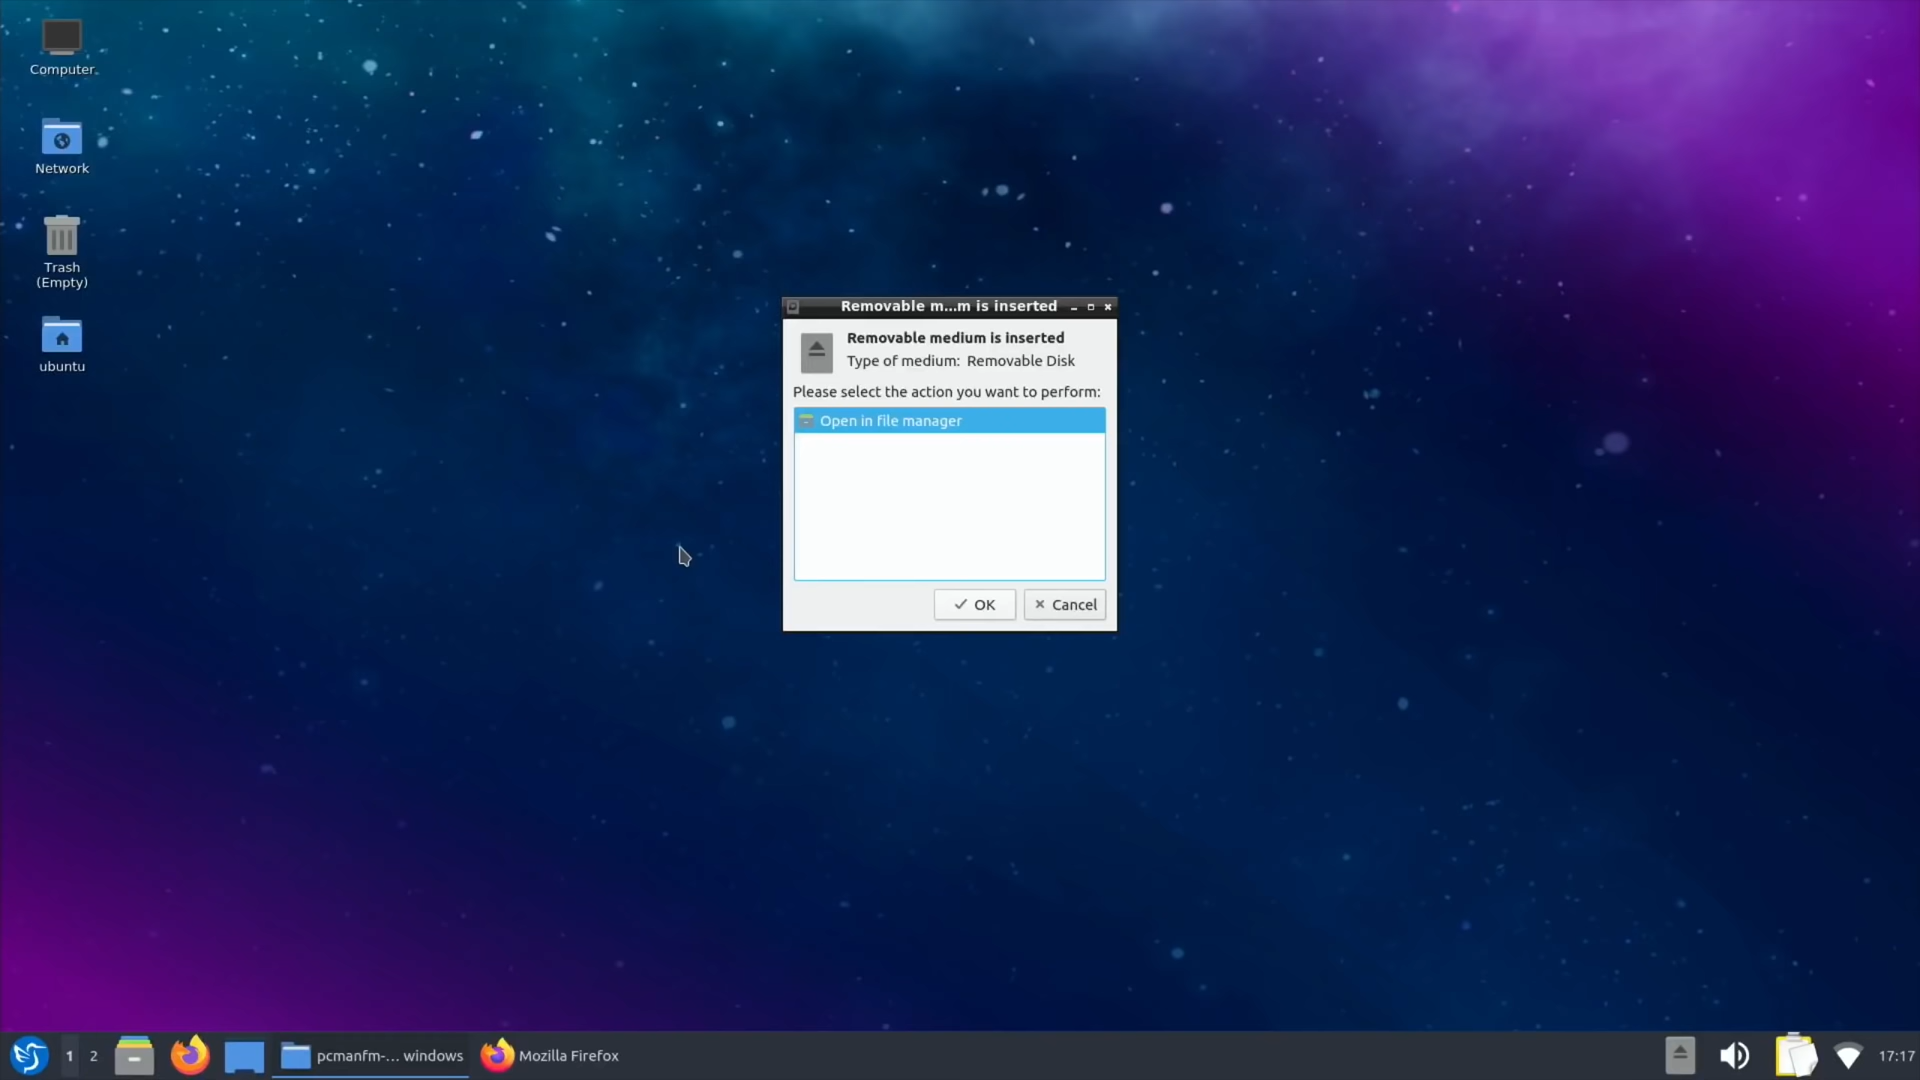 Computer
Network
Trash
(Empty)
ubuntu
Removable m...m is inserted
Removable medium is inserted
Type of medium: Removable Disk
Please select the action you want to perform:
Open in file manager
OK
Cancel
1
2
pcmanfm-... windows
Mozilla Firefox
17:17